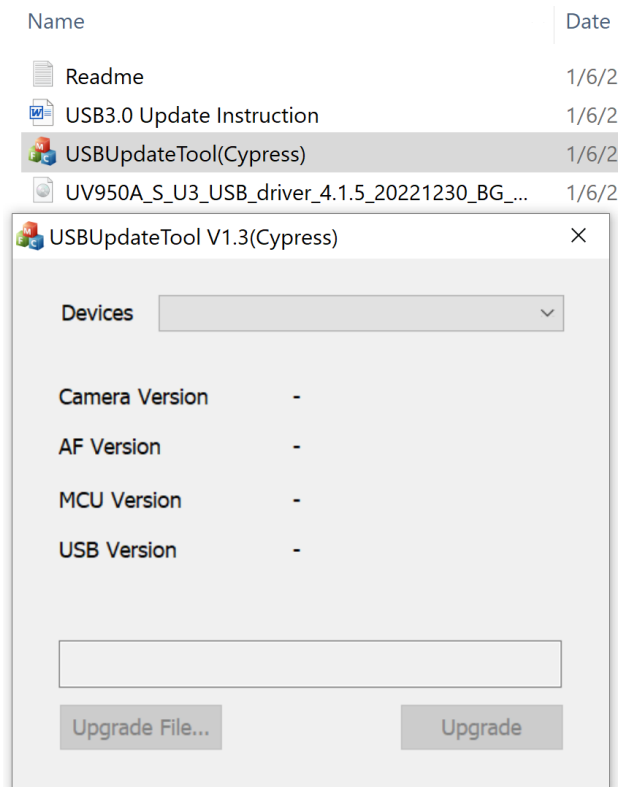 Name Date
Readme 1/6/2
USB3.0 Update Instruction 1/6/2
USBUpdateTool(Cypress) 1/6/2
UV950A_S_U3_USB_driver_4.1.5_20221230_BG_... 1/6/2
USBUpdateTool V1.3(Cypress)
Devices
Camera Version -
AF Version -
MCU Version -
USB Version -
Upgrade File... Upgrade